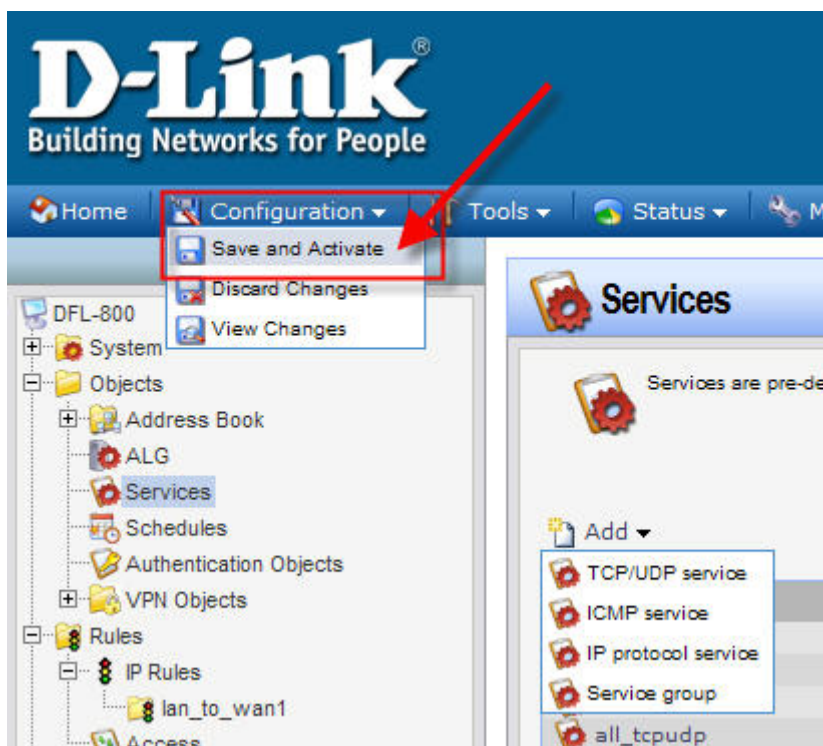 D-Link®
Building Networks for People
Home Configuration Tools Status
Save and Activate
Discard Changes
View Changes
DFL-800
System
Objects
Address Book
ALG
Services
Schedules
Authentication Objects
VPN Objects
Rules
IP Rules
lan_to_wan1
Access
Services
Services are pre-de
Add
TCP/UDP service
ICMP service
IP protocol service
Service group
all_tcpudp